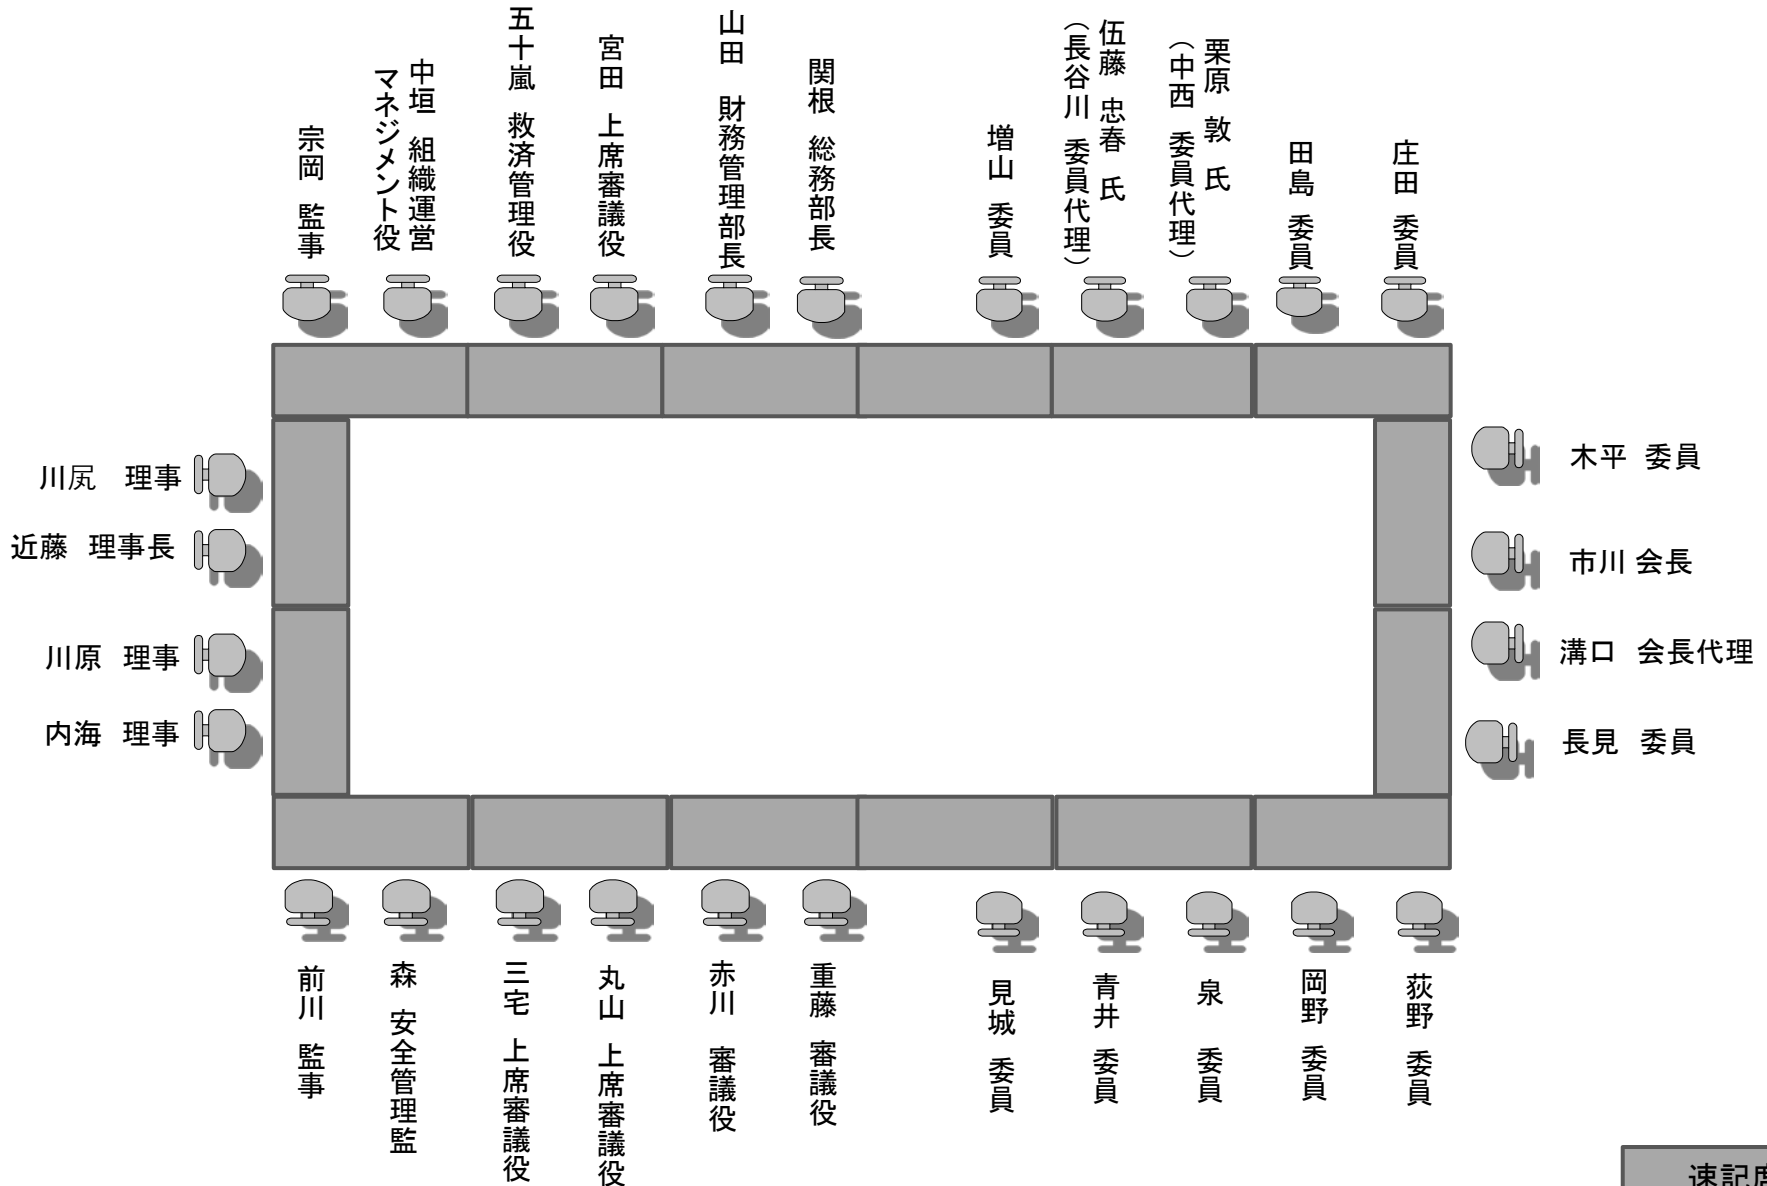 宗岡 監事
中垣 組織運営
マネジメント役
五十嵐 救済管理役
宮田 上席審議役
山田 財務管理部長
関根 総務部長
増山 委員
伍藤 忠春 氏
（長谷川 委員代理）
栗原 敦 氏
（中西 委員代理）
田島 委員
庄田 委員
川尻 理事
近藤 理事長
川原 理事
内海 理事
木平 委員
市川 会長
溝口 会長代理
長見 委員
前川 監事
森 安全管理監
三宅 上席審議役
丸山 上席審議役
赤川 審議役
重藤 審議役
見城 委員
青井 委員
泉 委員
岡野 委員
荻野 委員
速記席